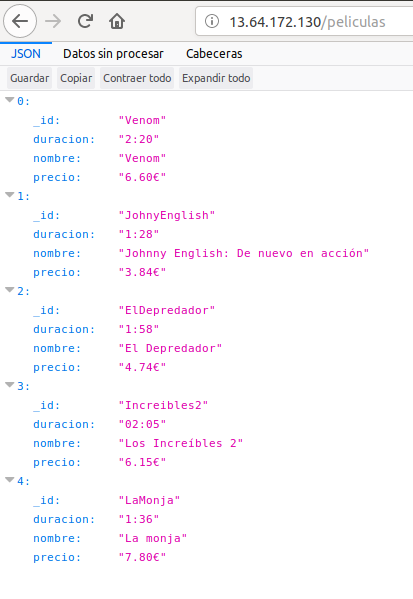 13.64.172.130/peliculas
JSON Datos sin procesar Cabeceras
Guardar Copiar Contraer todo Expandir todo
0:
_id: "Venom"
duracion: "2:20"
nombre: "Venom"
precio: "6.60€"
1:
_id: "JohnyEnglish"
duracion: "1:28"
nombre: "Johnny English: De nuevo en acción"
precio: "3.84€"
2:
_id: "ElDepredador"
duracion: "1:58"
nombre: "El Depredador"
precio: "4.74€"
3:
_id: "Increibles2"
duracion: "02:05"
nombre: "Los Increíbles 2"
precio: "6.15€"
4:
_id: "LaMonja"
duracion: "1:36"
nombre: "La monja"
precio: "7.80€"